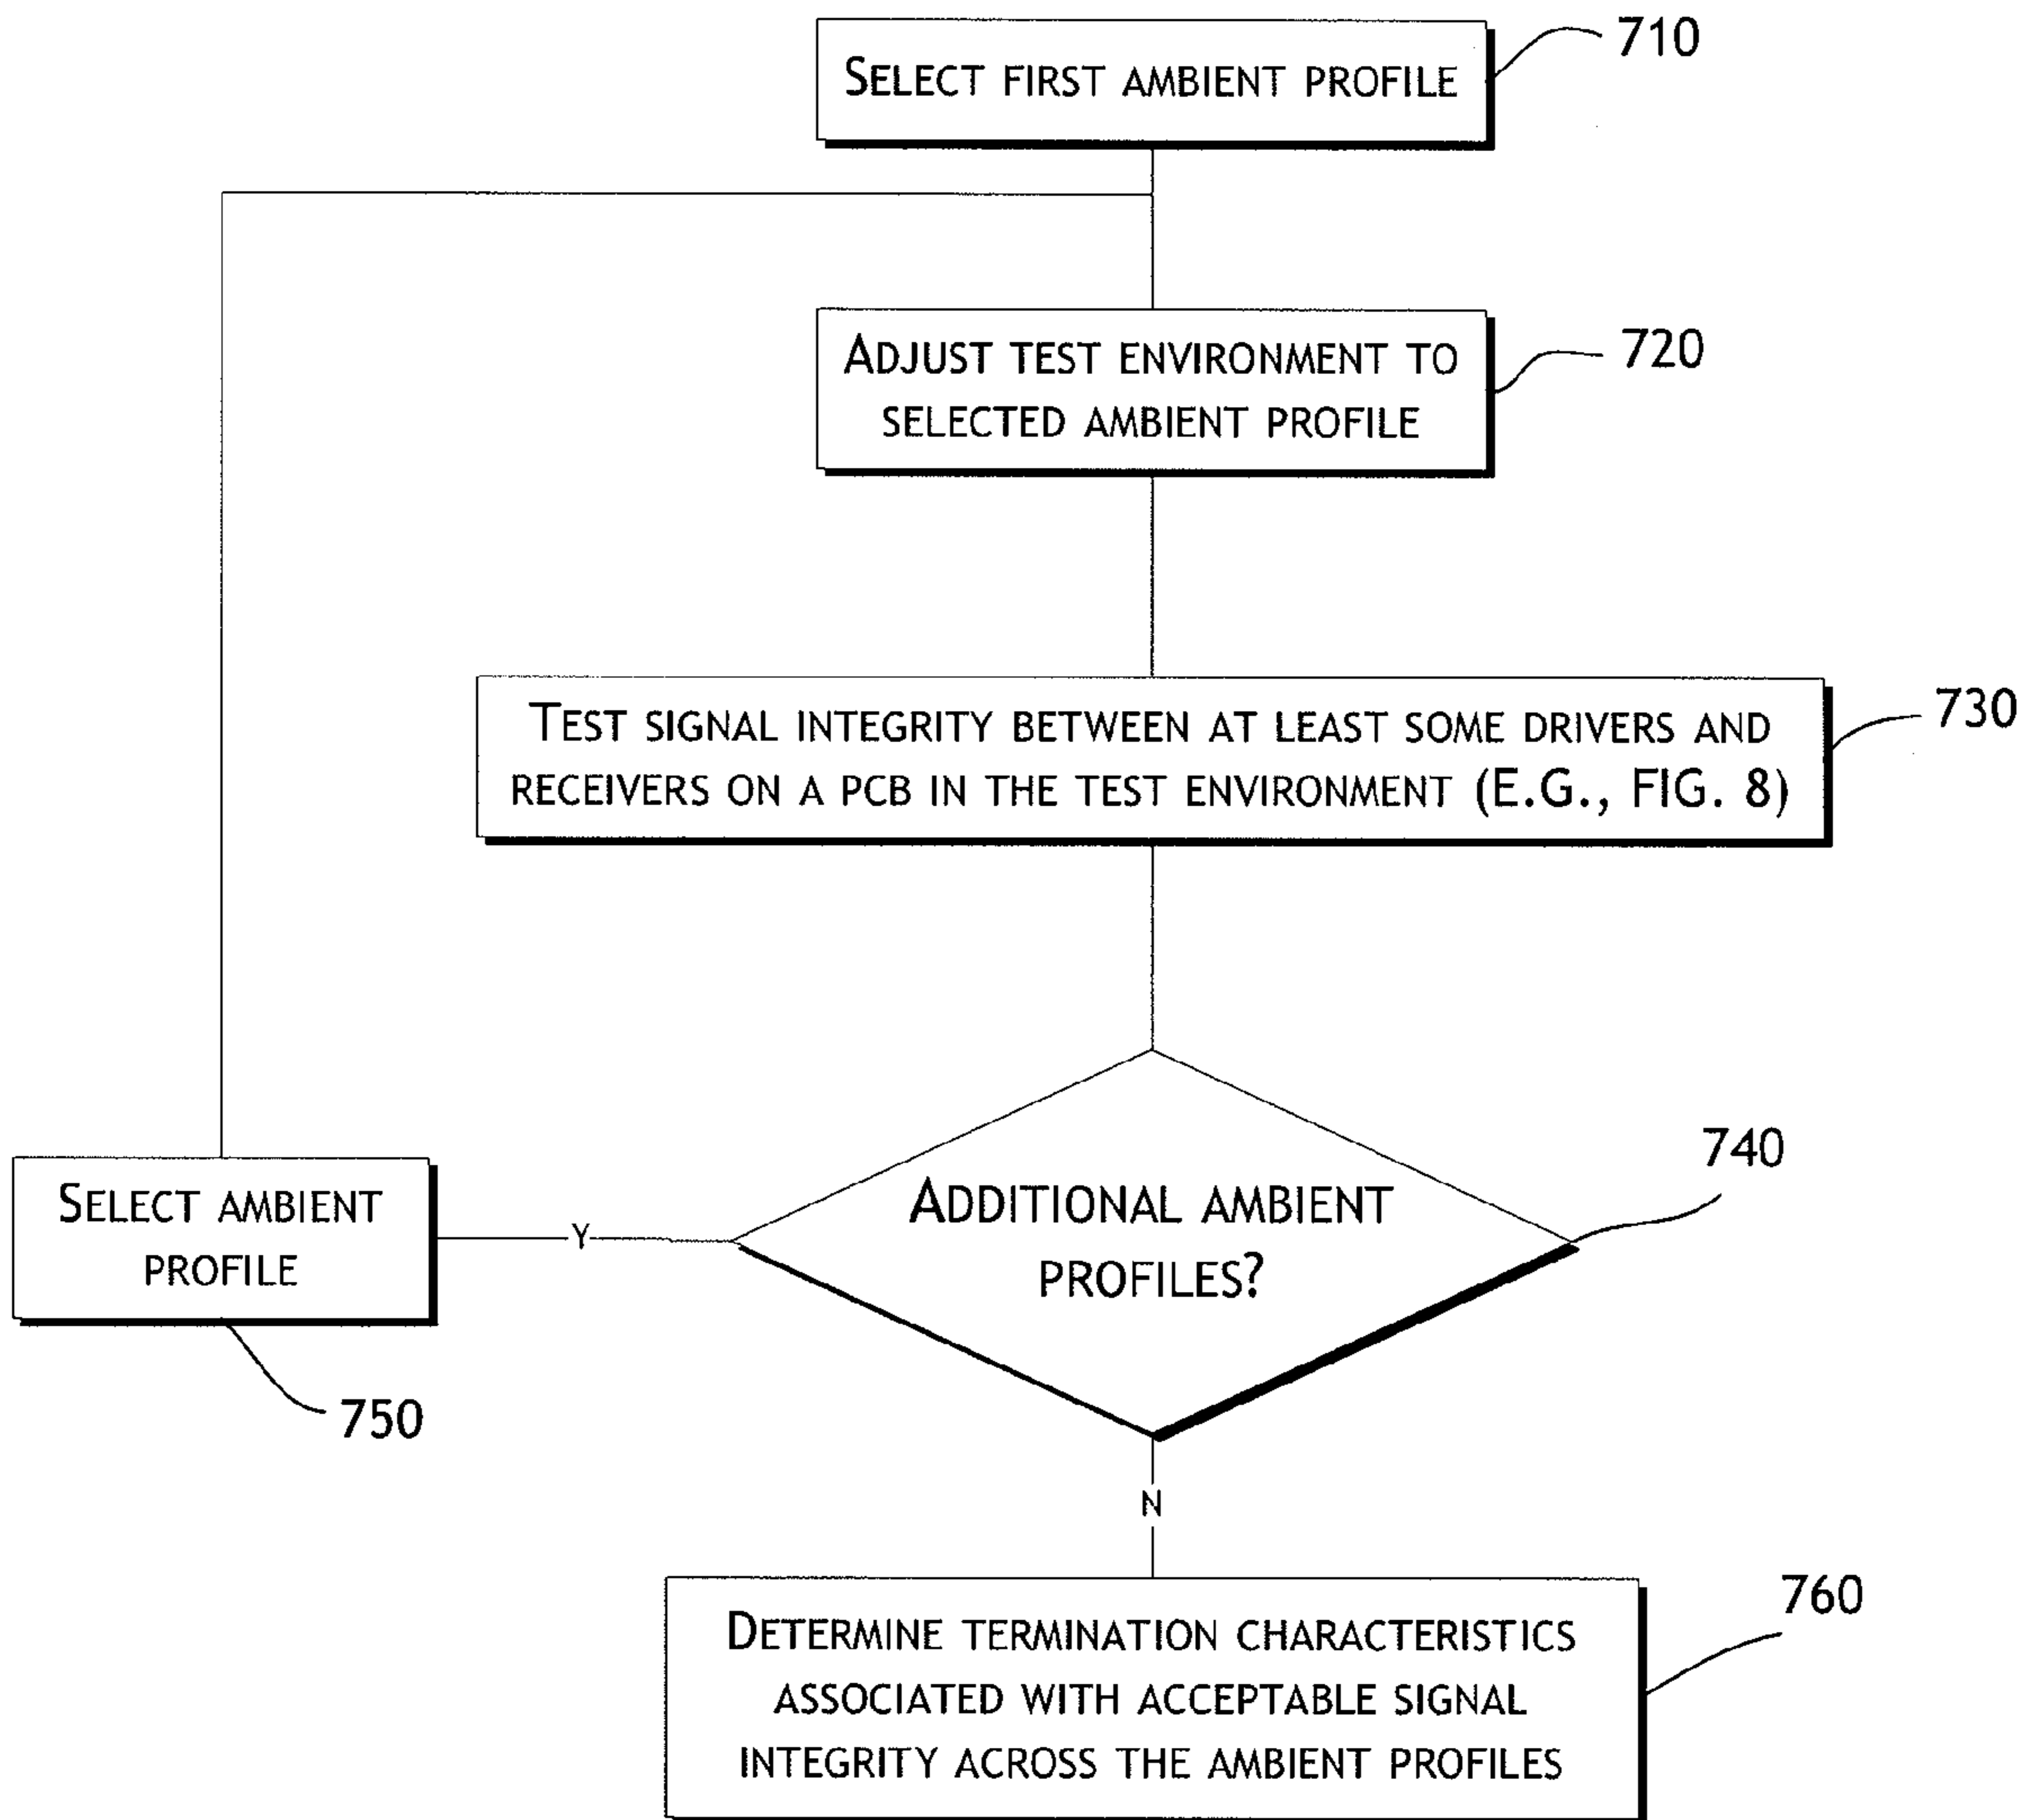 SELECT FIRST AMBIENT PROFILE
710
ADJUST TEST ENVIRONMENT TO
SELECTED AMBIENT PROFILE
720
TEST SIGNAL INTEGRITY BETWEEN AT LEAST SOME DRIVERS AND
RECEIVERS ON A PCB IN THE TEST ENVIRONMENT (E.G., FIG. 8)
730
ADDITIONAL AMBIENT
PROFILES?
740
Y
SELECT AMBIENT
PROFILE
750
N
DETERMINE TERMINATION CHARACTERISTICS
ASSOCIATED WITH ACCEPTABLE SIGNAL
INTEGRITY ACROSS THE AMBIENT PROFILES
760